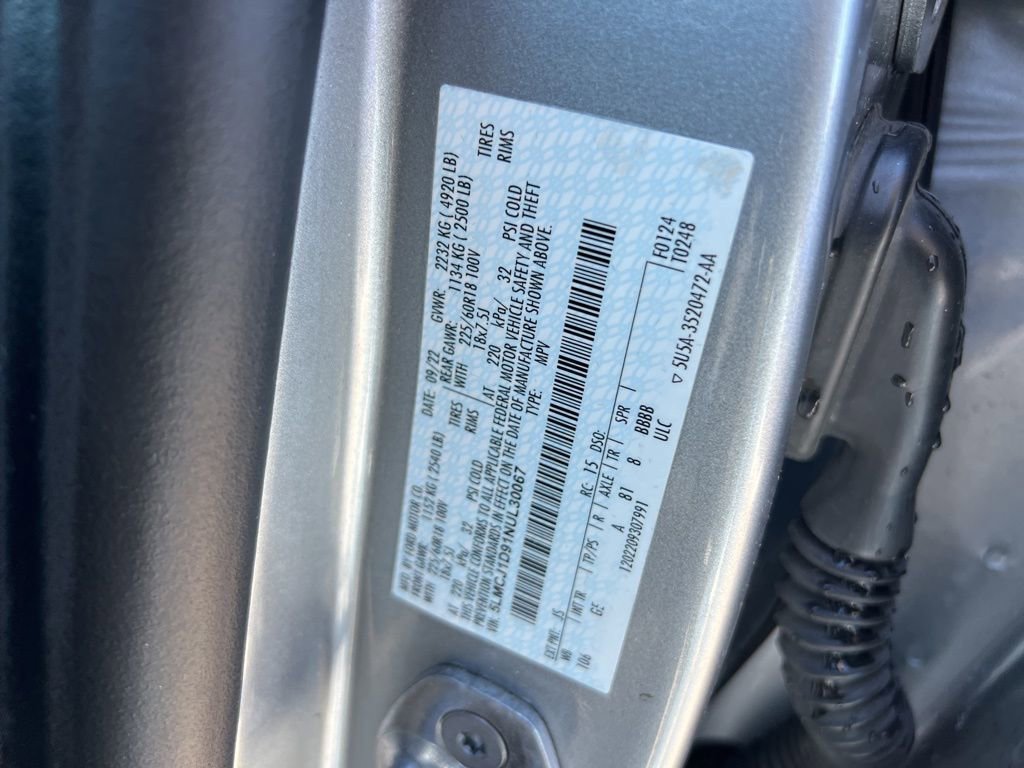 MFD BY FORD MOTOR CO. DATE: 09/22 GVWR: 2232 KG ( 4920 LB)
FRONT GAWR: 1152 KG ( 2540 LB) REAR GAWR: 1134 KG ( 2500 LB)
WITH 225/60R18 100V TIRES WITH 225/60R18 100V TIRES
18x7.5J RIMS 18x7.5J RIMS
AT 220 kPa/ 32 PSI COLD AT 220 kPa/ 32 PSI COLD
THIS VEHICLE CONFORMS TO ALL APPLICABLE FEDERAL MOTOR VEHICLE SAFETY AND THEFT
PREVENTION STANDARDS IN EFFECT ON THE DATE OF MANUFACTURE SHOWN ABOVE.
VIN: 5LMCJ1D91NUL30067 TYPE: MPV
EXT PNT: JS RC: 15 DSO: F0124
WB INT TR TP/PS R AXLE TR SPR T0248
106 GE A 81 8 BBBB
1202209307991 ULC 5U5A-3520472-AA